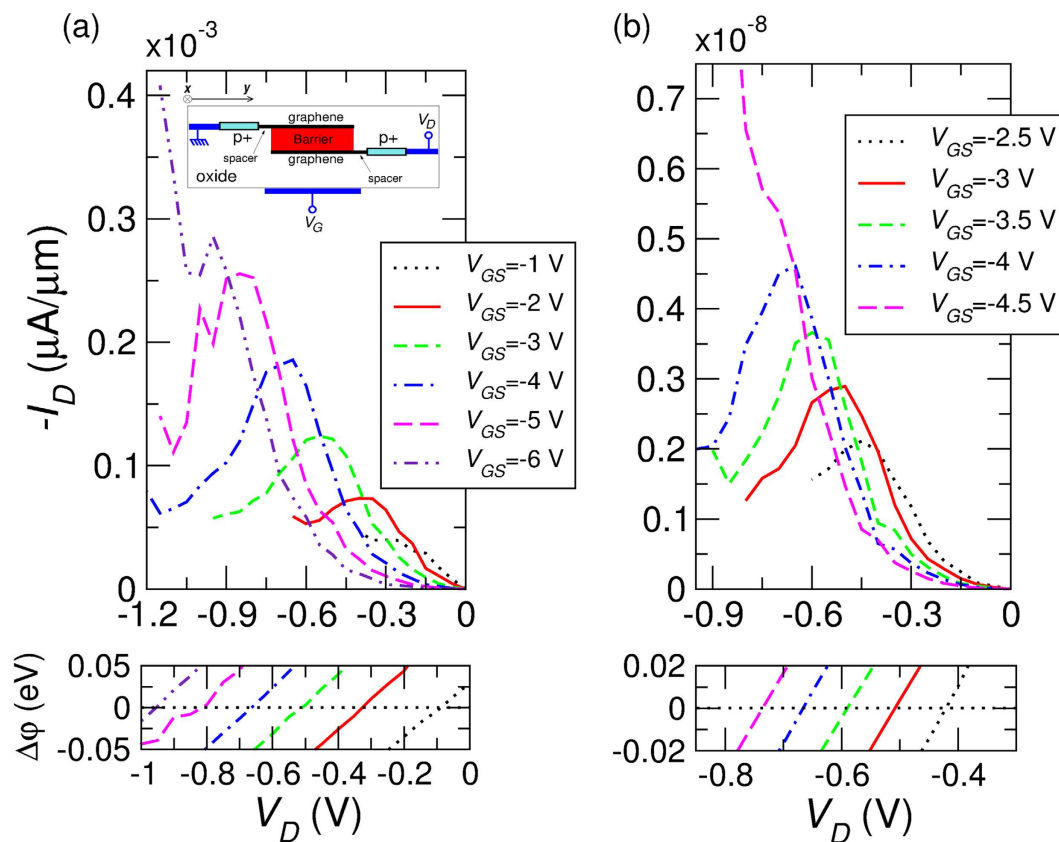 (a)
x10⁻³
0.4
0.3
0.2
0.1
0
-1.2 -0.9 -0.6 -0.3 0
-I_D (μA/μm)
x y
graphene
V_D
p+ Barrier p+
spacer graphene
spacer
oxide
V_G
V_GS=-1 V
V_GS=-2 V
V_GS=-3 V
V_GS=-4 V
V_GS=-5 V
V_GS=-6 V
0.05
0
-0.05
Δφ (eV)
-1 -0.8 -0.6 -0.4 -0.2 0
V_D (V)
(b)
x10⁻⁸
0.7
0.6
0.5
0.4
0.3
0.2
0.1
0
-0.9 -0.6 -0.3 0
V_GS=-2.5 V
V_GS=-3 V
V_GS=-3.5 V
V_GS=-4 V
V_GS=-4.5 V
0.02
0
-0.02
-0.8 -0.6 -0.4
V_D (V)